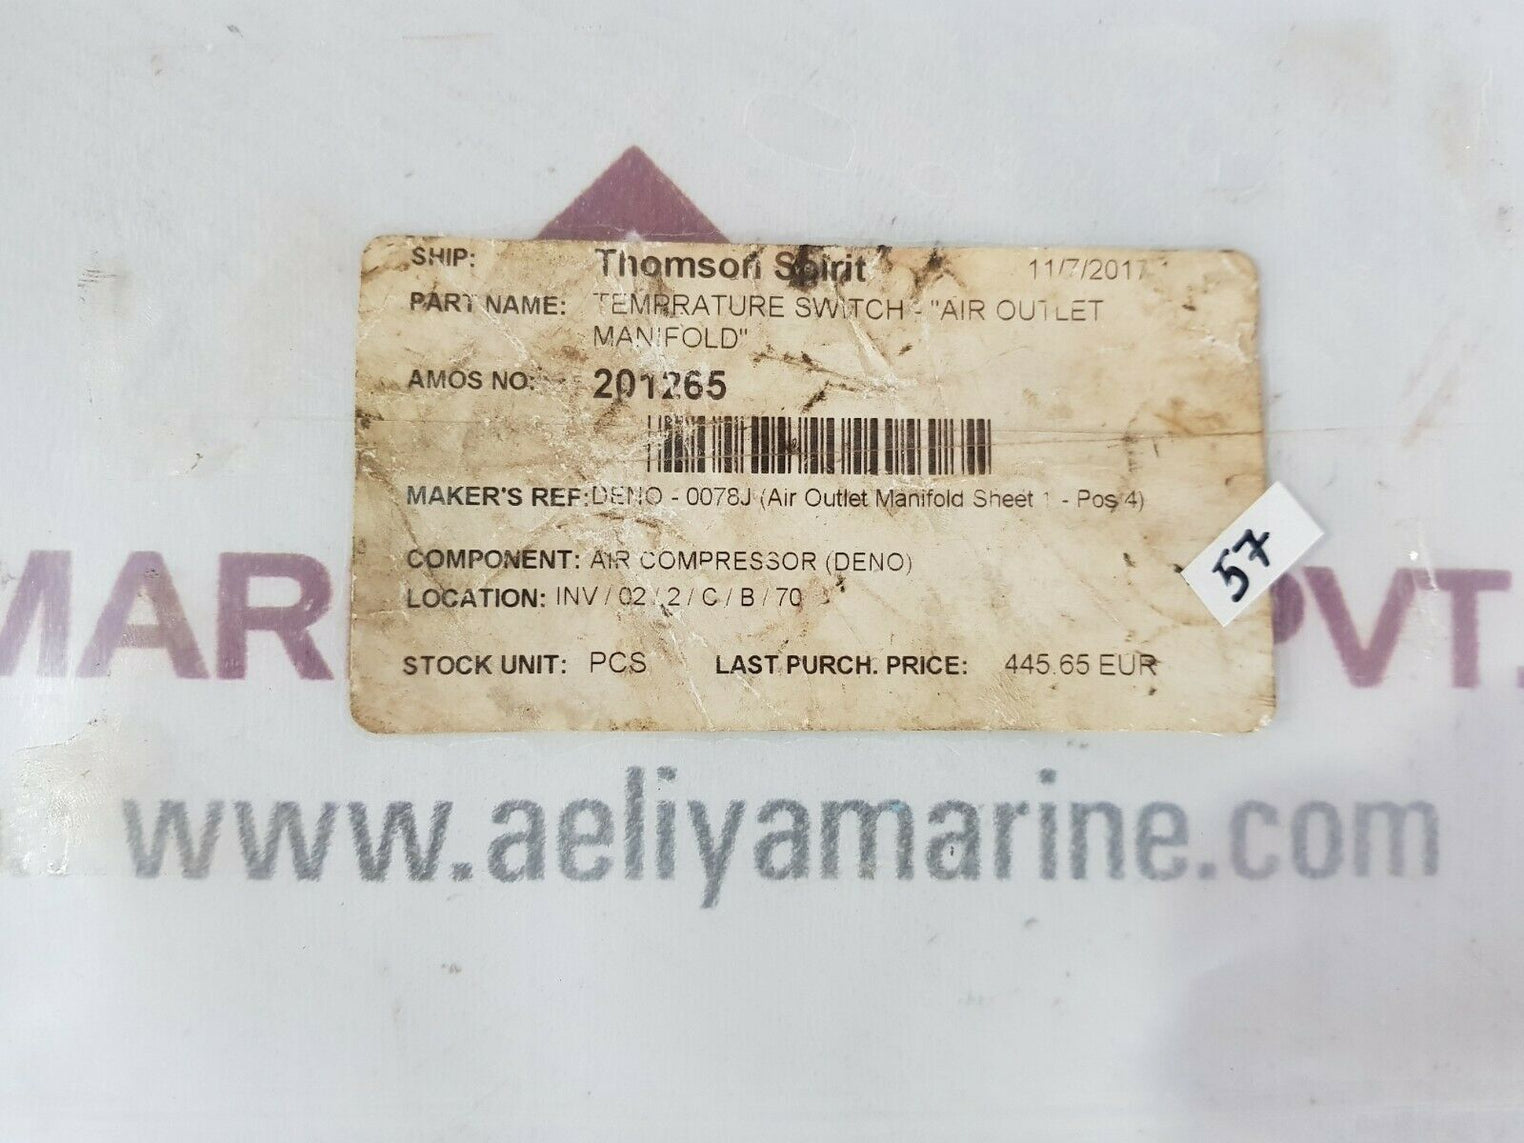 SHIP: Thomson Spirit 11/7/2017
PART NAME: TEMPRRATURE SWITCH - "AIR OUTLET
MANIFOLD"
AMOS NO: 201265
MAKER'S REF: DENO - 0078J (Air Outlet Manifold Sheet 1 - Pos 4)
COMPONENT: AIR COMPRESSOR (DENO)
LOCATION: INV / 02 / 2 / C / B / 70
STOCK UNIT: PCS LAST PURCH. PRICE: 445.65 EUR
57
MAR PVT.
www.aeliyamarine.com